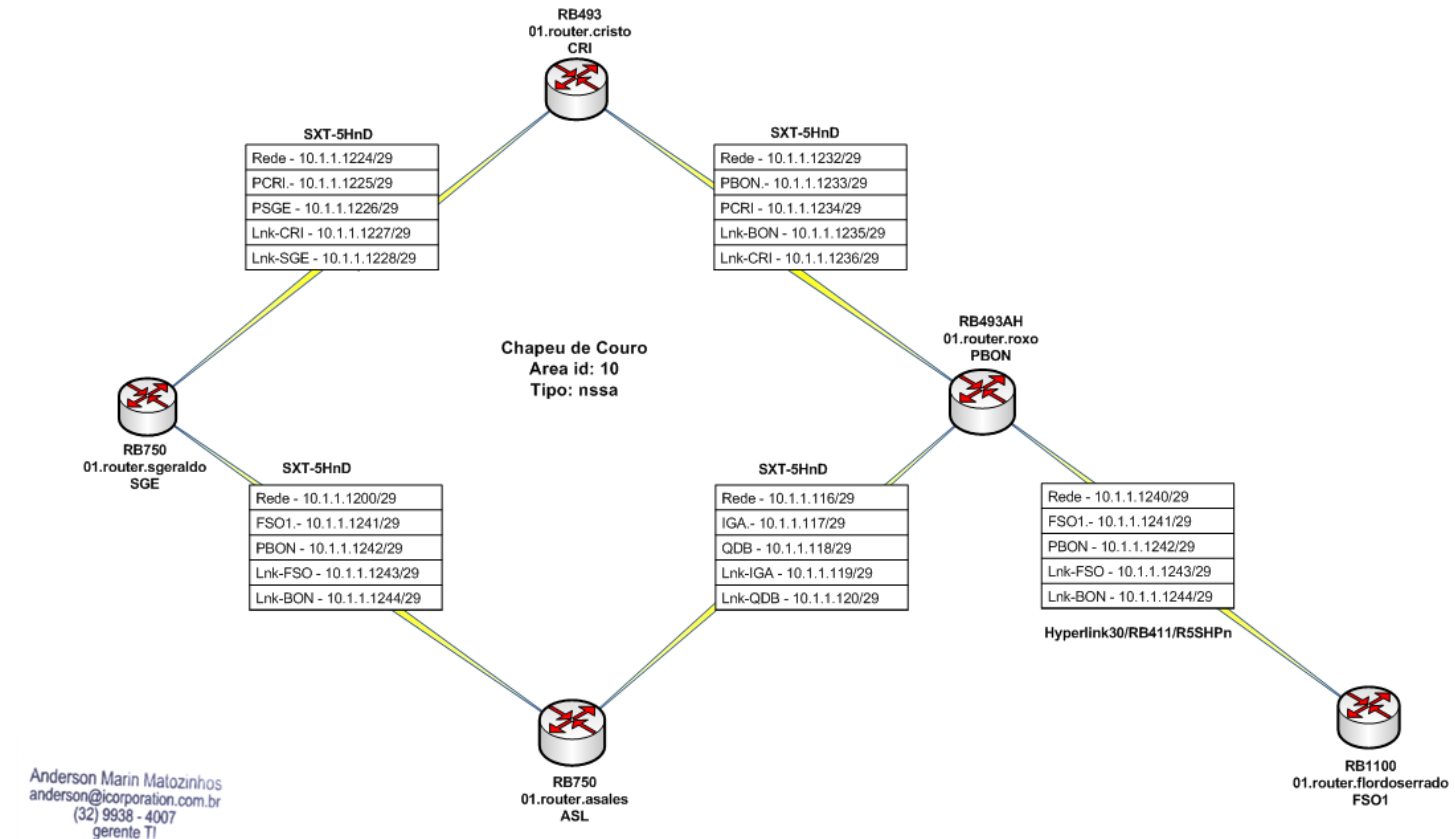 RB493
01.router.cristo
CRI
SXT-5HnD
Rede - 10.1.1.1224/29
PCRI.- 10.1.1.1225/29
PSGE - 10.1.1.1226/29
Lnk-CRI - 10.1.1.1227/29
Lnk-SGE - 10.1.1.1228/29
SXT-5HnD
Rede - 10.1.1.1232/29
PBON.- 10.1.1.1233/29
PCRI - 10.1.1.1234/29
Lnk-BON - 10.1.1.1235/29
Lnk-CRI - 10.1.1.1236/29
RB493AH
01.router.roxo
PBON
Chapeu de Couro
Area id: 10
Tipo: nssa
RB750
01.router.sgeraldo
SGE
SXT-5HnD
Rede - 10.1.1.1200/29
FSO1.- 10.1.1.1241/29
PBON - 10.1.1.1242/29
Lnk-FSO - 10.1.1.1243/29
Lnk-BON - 10.1.1.1244/29
SXT-5HnD
Rede - 10.1.1.116/29
IGA.- 10.1.1.117/29
QDB - 10.1.1.118/29
Lnk-IGA - 10.1.1.119/29
Lnk-QDB - 10.1.1.120/29
Rede - 10.1.1.1240/29
FSO1.- 10.1.1.1241/29
PBON - 10.1.1.1242/29
Lnk-FSO - 10.1.1.1243/29
Lnk-BON - 10.1.1.1244/29
Hyperlink30/RB411/R5SHPn
RB750
01.router.asales
ASL
RB1100
01.router.flordoserrado
FSO1
Anderson Marin Matozinhos
anderson@icorporation.com.br
(32) 9938 - 4007
gerente TI